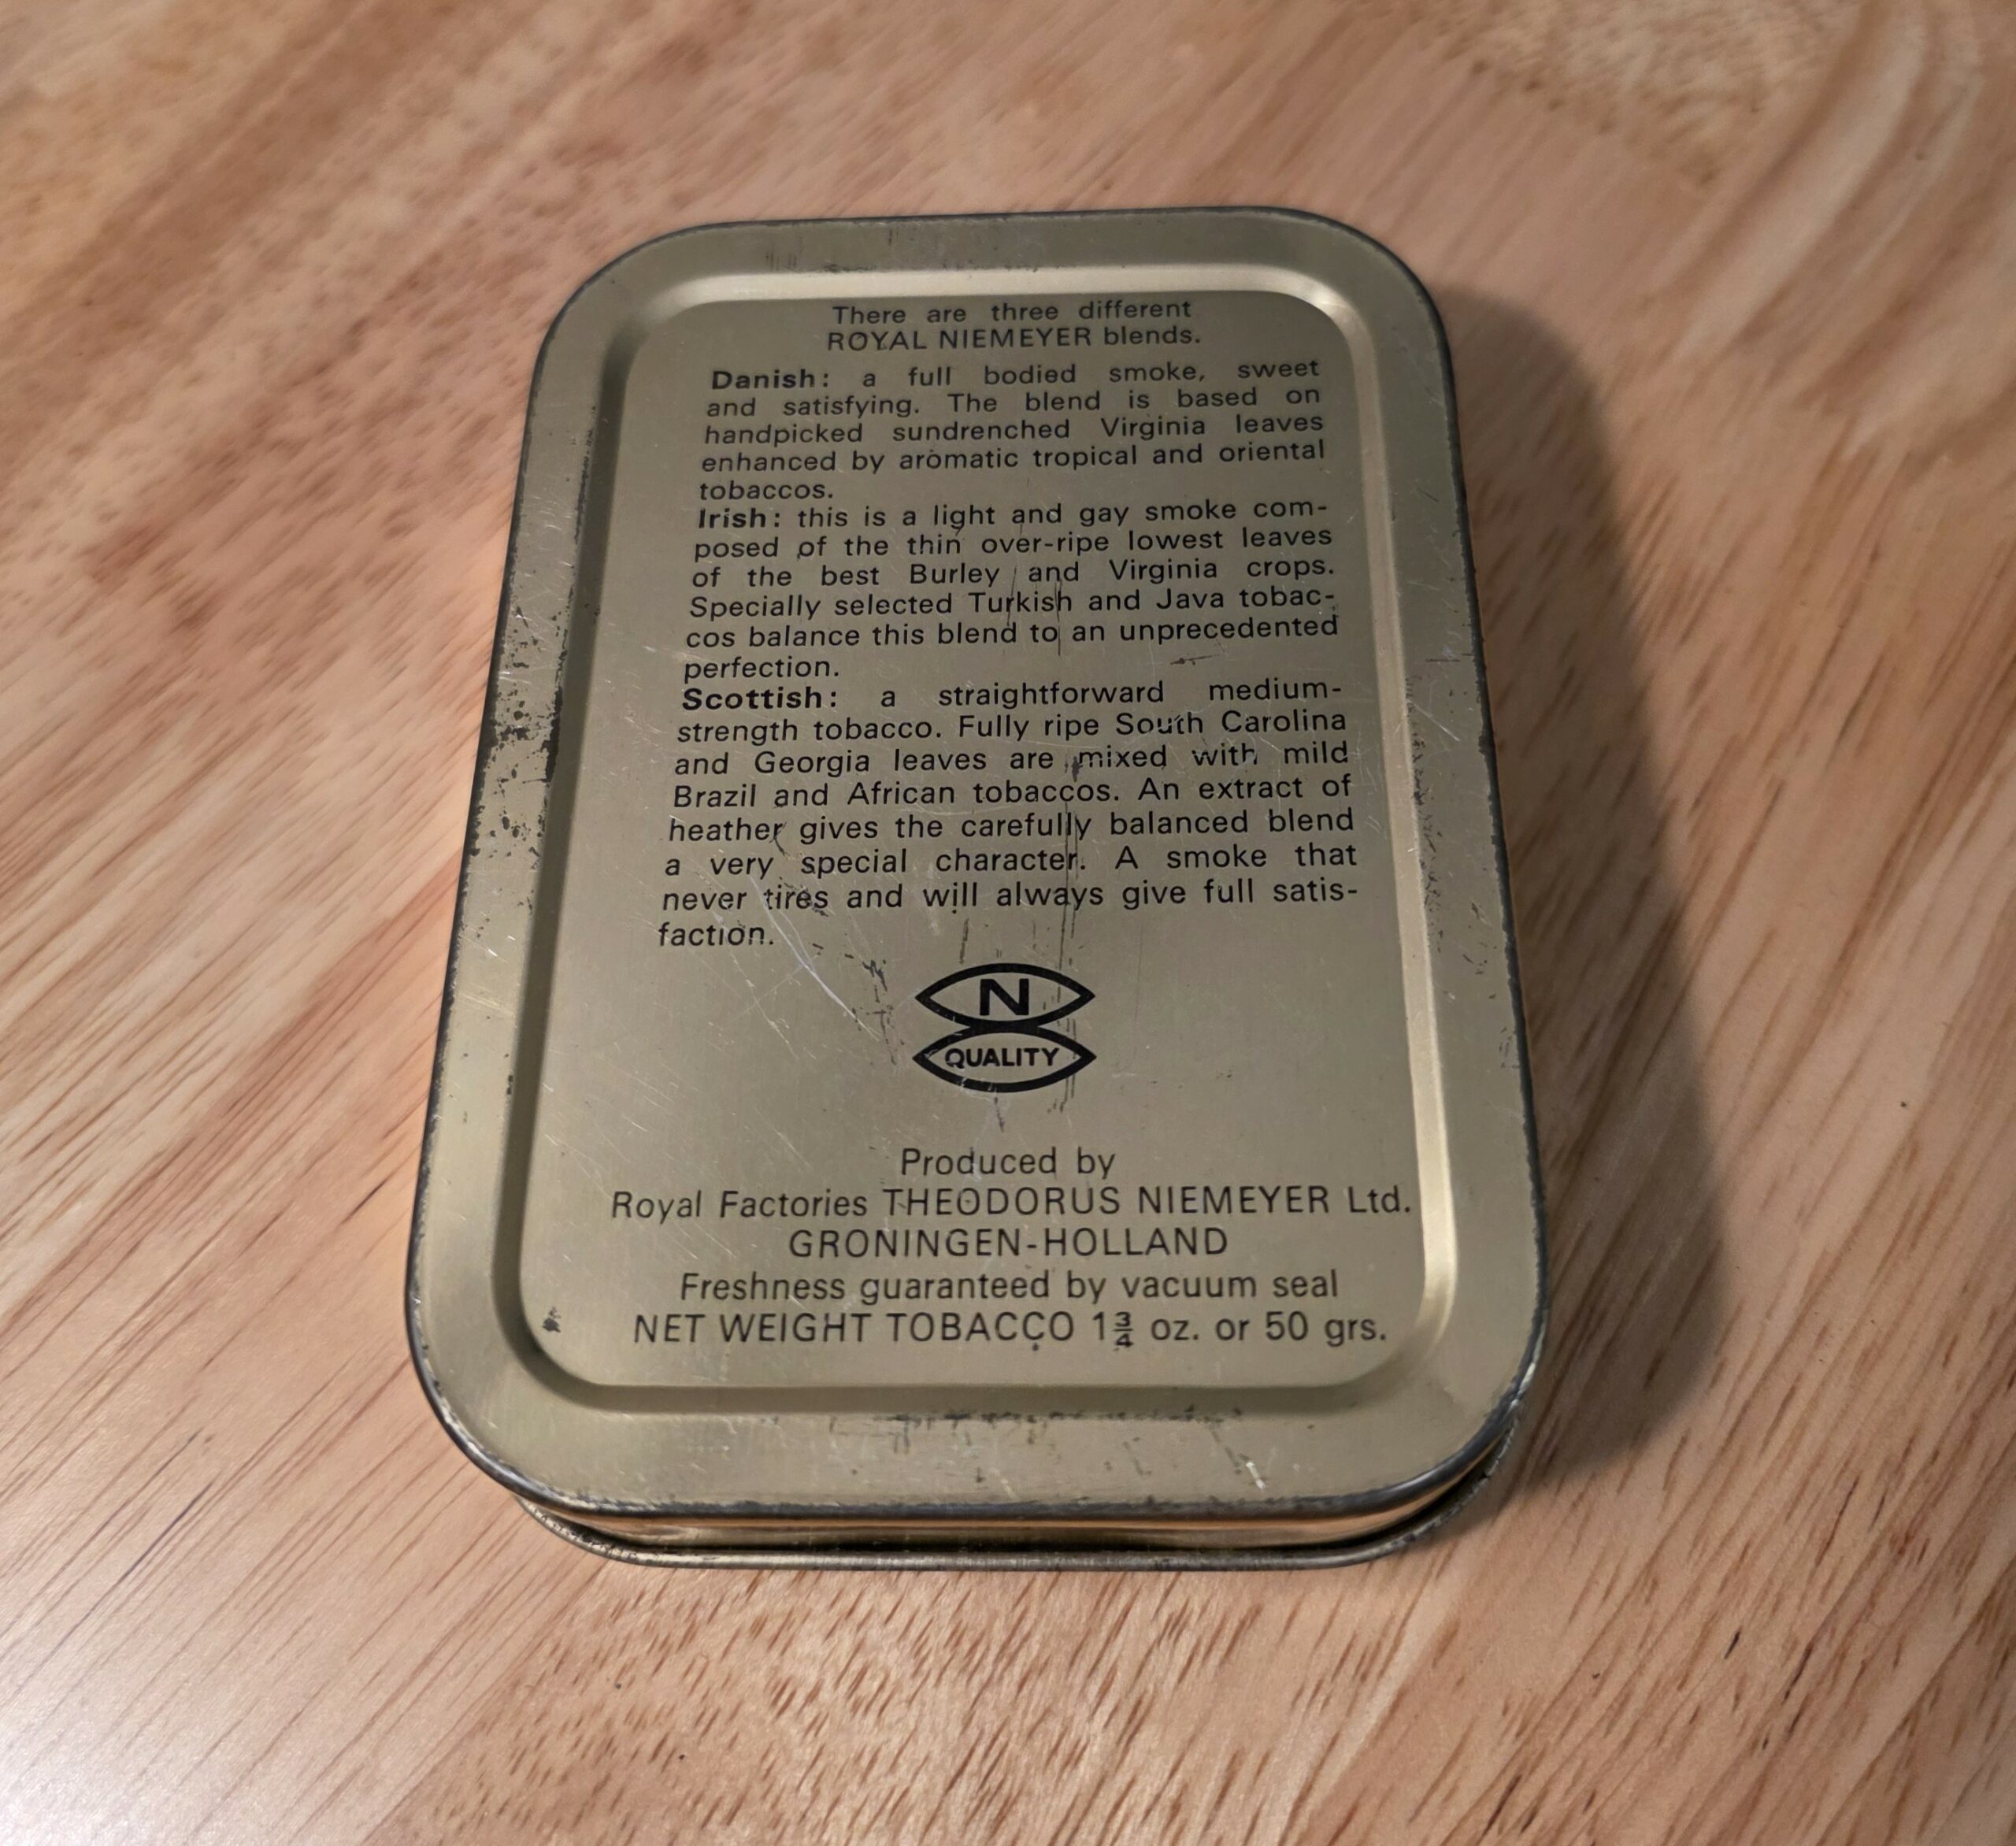 There are three different
ROYAL NIEMEYER blends.
Danish: a full bodied smoke, sweet
and satisfying. The blend is based on
handpicked sundrenched Virginia leaves
enhanced by aromatic tropical and oriental
tobaccos.
Irish: this is a light and gay smoke com-
posed of the thin over-ripe lowest leaves
of the best Burley and Virginia crops.
Specially selected Turkish and Java tobac-
cos balance this blend to an unprecedented
perfection.
Scottish: a straightforward medium-
strength tobacco. Fully ripe South Carolina
and Georgia leaves are mixed with mild
Brazil and African tobaccos. An extract of
heather gives the carefully balanced blend
a very special character. A smoke that
never tires and will always give full satis-
faction.
N
QUALITY
Produced by
Royal Factories THEODORUS NIEMEYER Ltd.
GRONINGEN-HOLLAND
Freshness guaranteed by vacuum seal
NET WEIGHT TOBACCO 1¾ oz. or 50 grs.